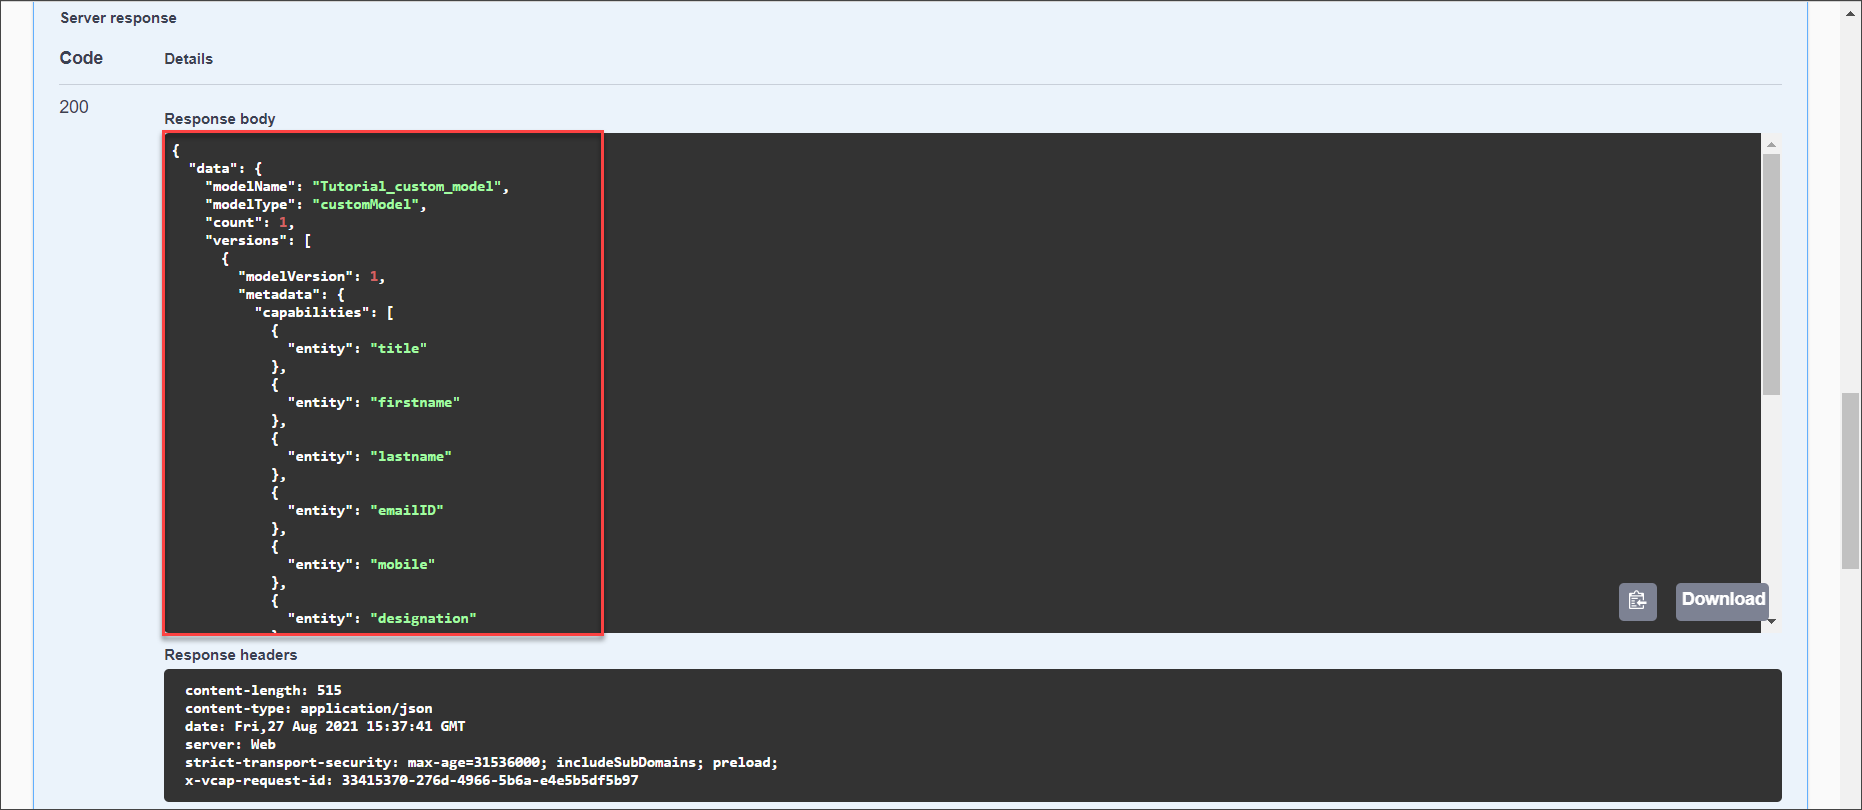 Server response
Code Details
200
Response body
{
  "data": {
    "modelName": "Tutorial_custom_model",
    "modelType": "customModel",
    "count": 1,
    "versions": [
      {
        "modelVersion": 1,
        "metadata": {
          "capabilities": [
            {
              "entity": "title"
            },
            {
              "entity": "firstname"
            },
            {
              "entity": "lastname"
            },
            {
              "entity": "emailID"
            },
            {
              "entity": "mobile"
            },
            {
              "entity": "designation"
Download
Response headers
content-length: 515
content-type: application/json
date: Fri,27 Aug 2021 15:37:41 GMT
server: Web
strict-transport-security: max-age=31536000; includeSubDomains; preload;
x-vcap-request-id: 33415370-276d-4966-5b6a-e4e5b5df5b97